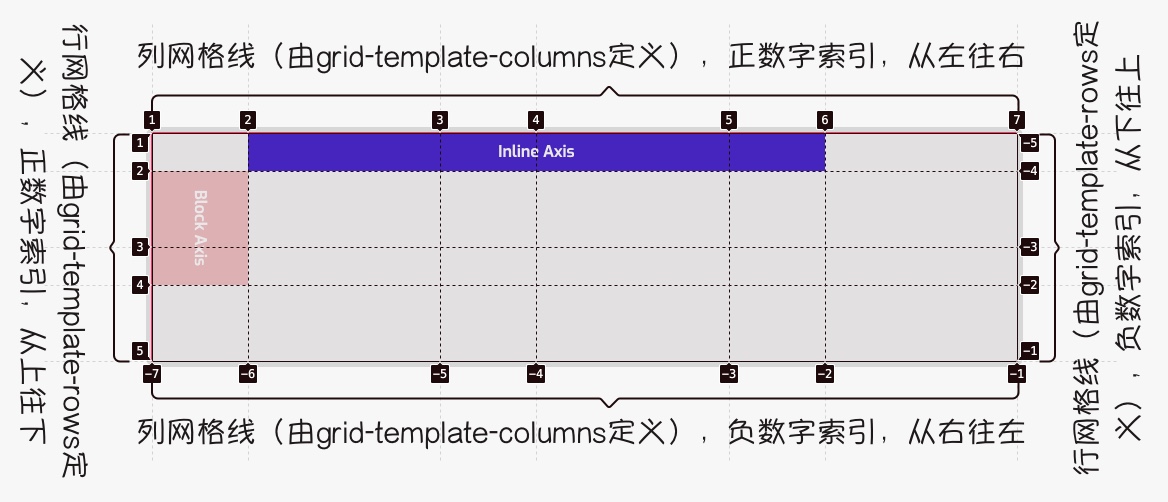 列网格线（由grid-template-columns定义），正数字索引，从左往右
1 2 3 4 5 6 7
行网格线（由grid-template-rows定
义），正数字索引，从上往下
1
2
3
4
5
Inline Axis
Block Axis
−5
−4
−3
−2
−1
行网格线（由grid-template-rows定
义），负数字索引，从下往上
−7 −6 −5 −4 −3 −2 −1
列网格线（由grid-template-columns定义），负数字索引，从右往左